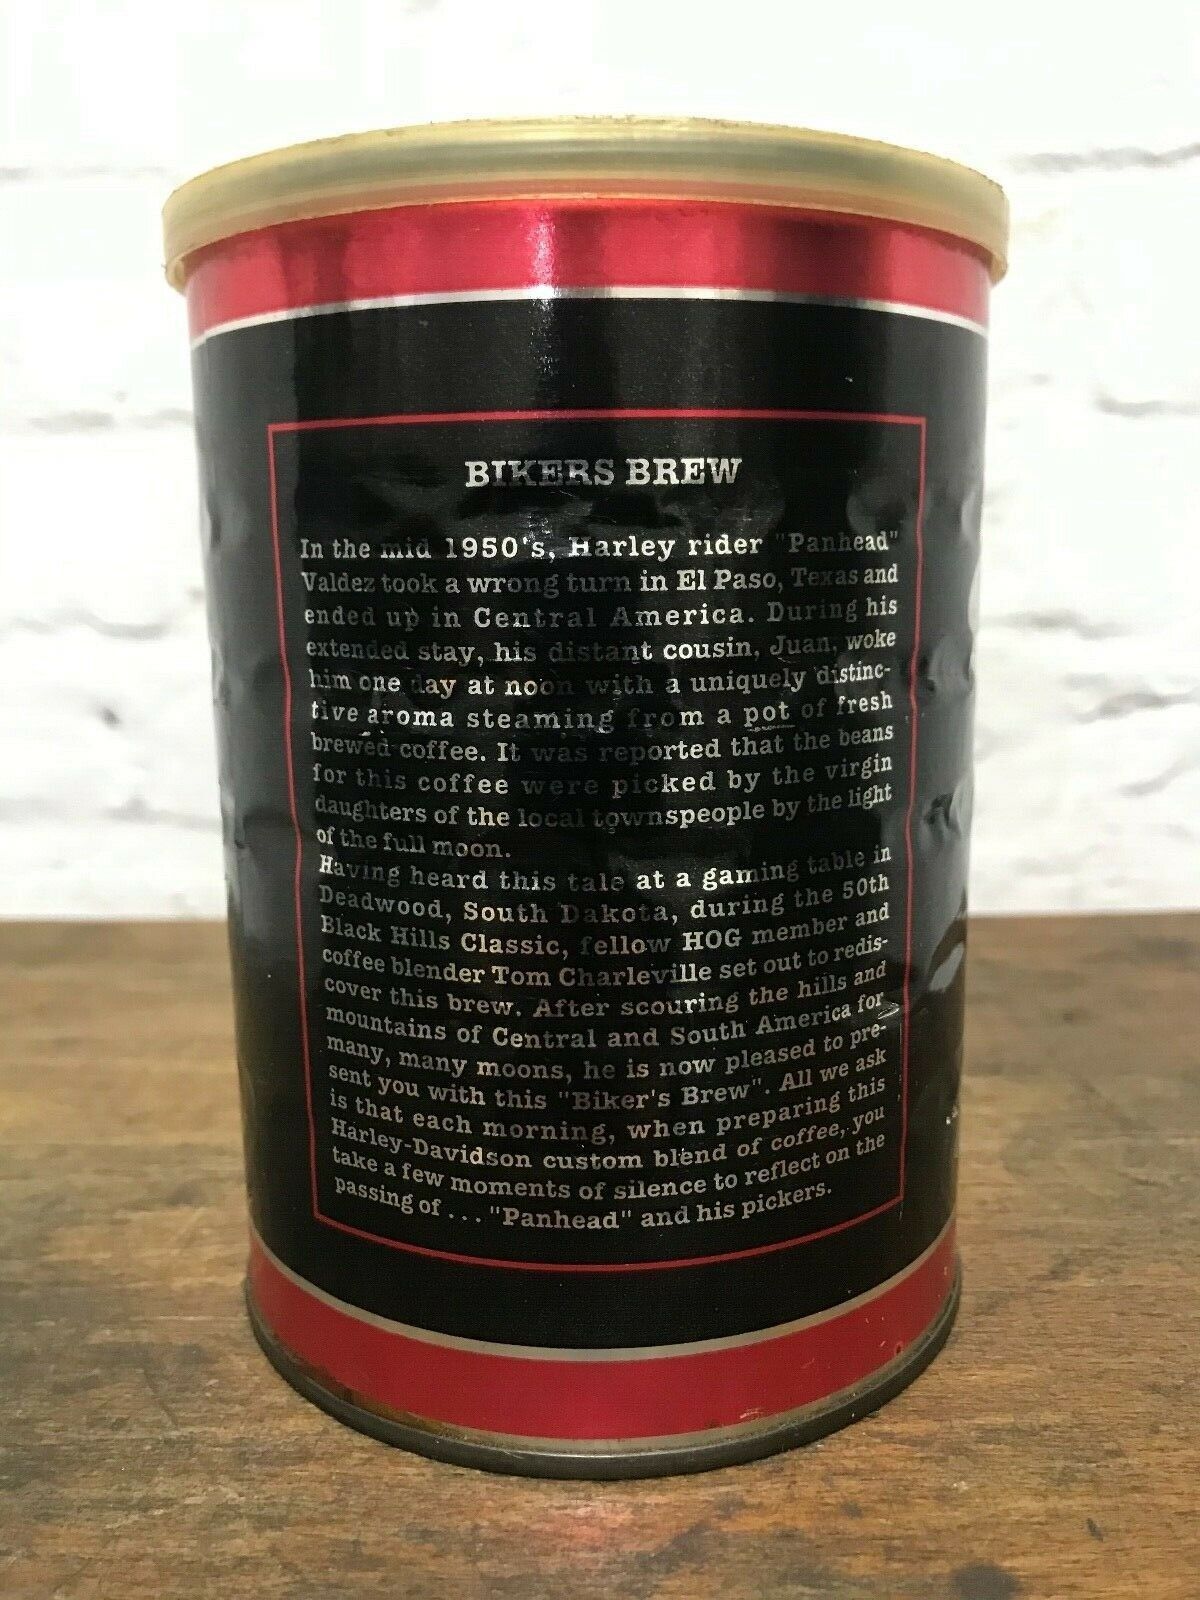 BIKERS BREW
In the mid 1950's, Harley rider "Panhead"
Valdez took a wrong turn in El Paso, Texas and
ended up in Central America. During his
extended stay, his distant cousin, Juan, woke
him one day at noon with a uniquely distinc-
tive aroma steaming from a pot of fresh
brewed coffee. It was reported that the beans
for this coffee were picked by the virgin
daughters of the local townspeople by the light
of the full moon.
Having heard this tale at a gaming table in
Deadwood, South Dakota, during the 50th
Black Hills Classic, fellow HOG member and
coffee blender Tom Charleville set out to redis-
cover this brew. After scouring the hills and
mountains of Central and South America for
many, many moons, he is now pleased to pre-
sent you with this "Biker's Brew". All we ask
is that each morning, when preparing this
Harley-Davidson custom blend of coffee, you
take a few moments of silence to reflect on the
passing of ... "Panhead" and his pickers.